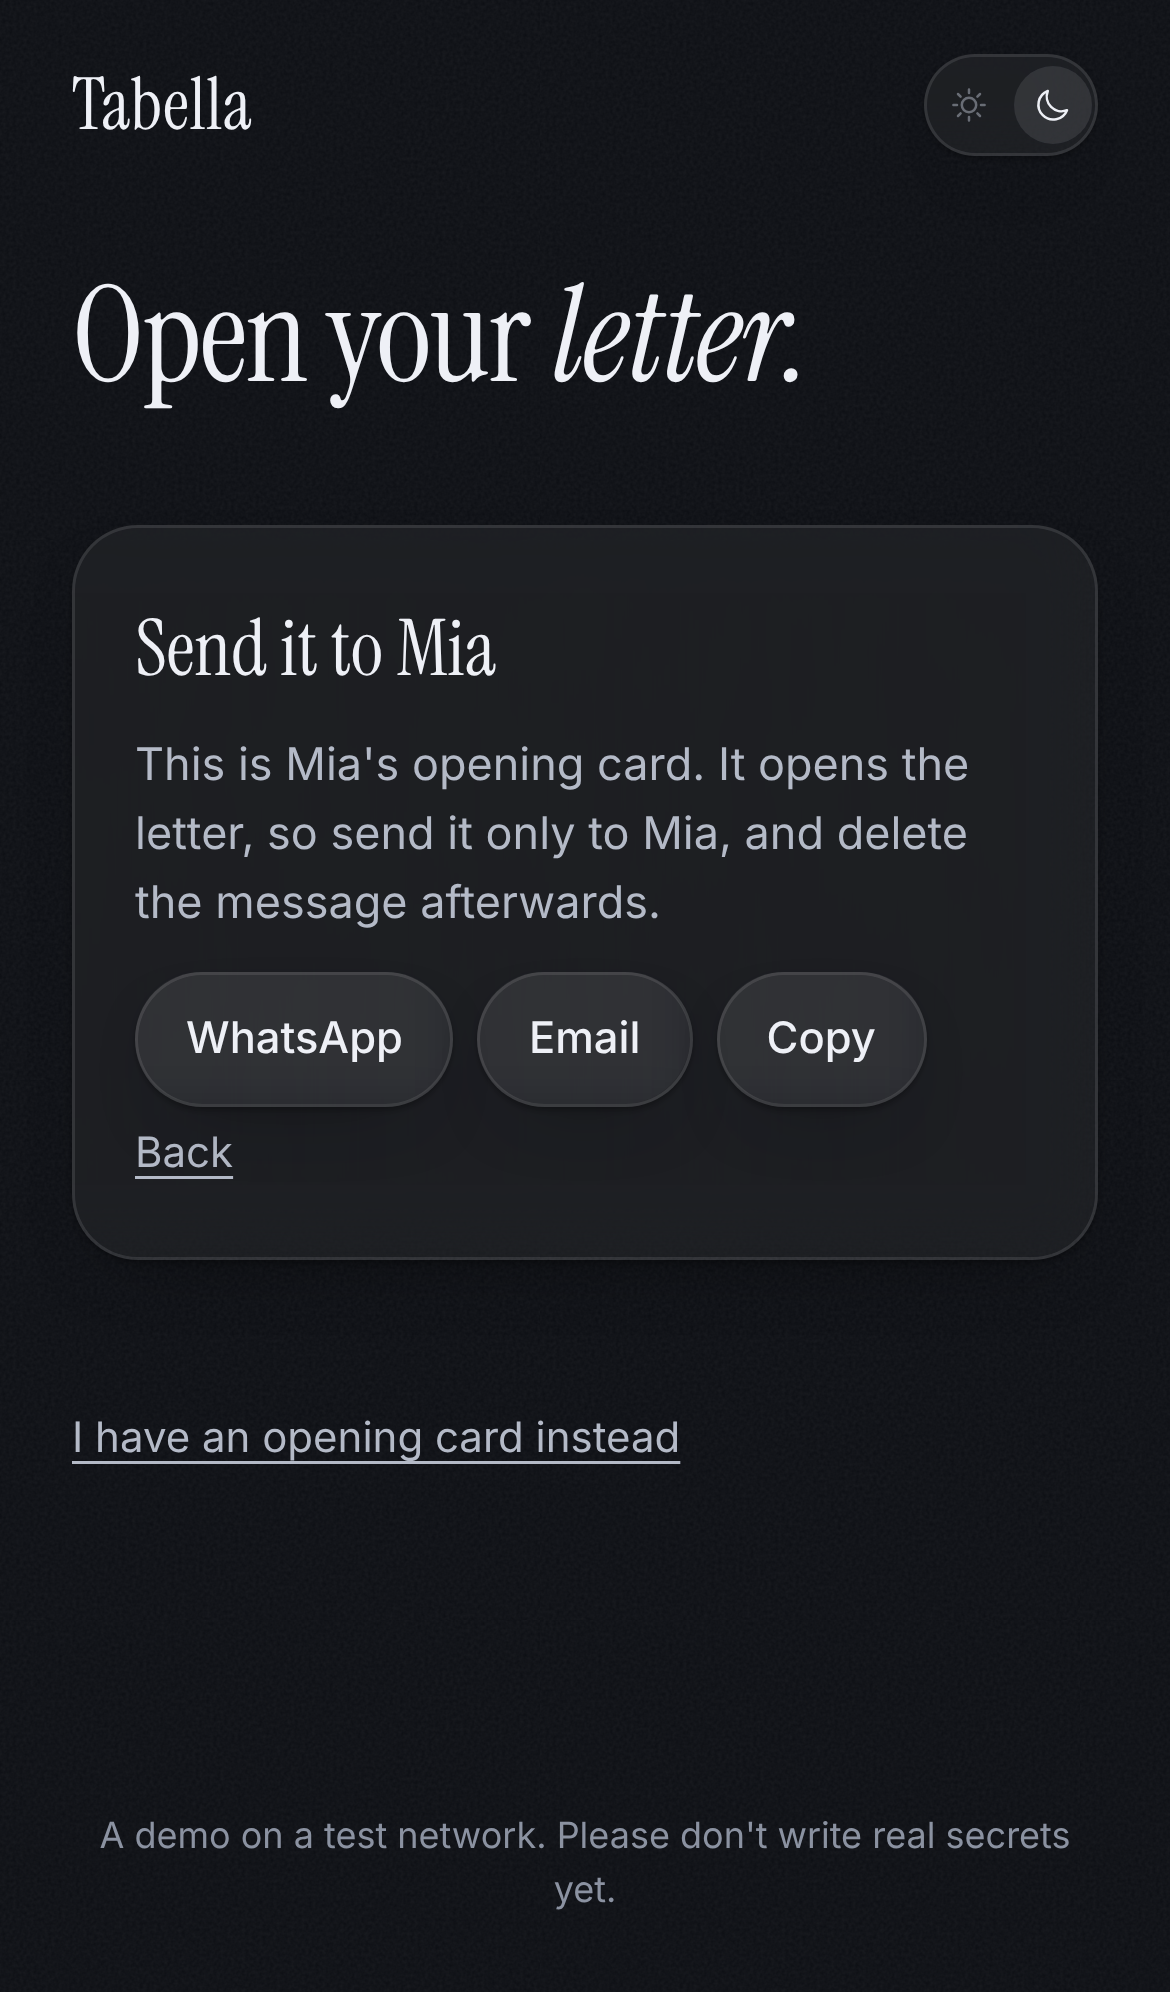 Tabella
Open your letter.
Send it to Mia
This is Mia's opening card. It opens the
letter, so send it only to Mia, and delete
the message afterwards.
WhatsApp Email Copy
Back
I have an opening card instead
A demo on a test network. Please don't write real secrets
yet.